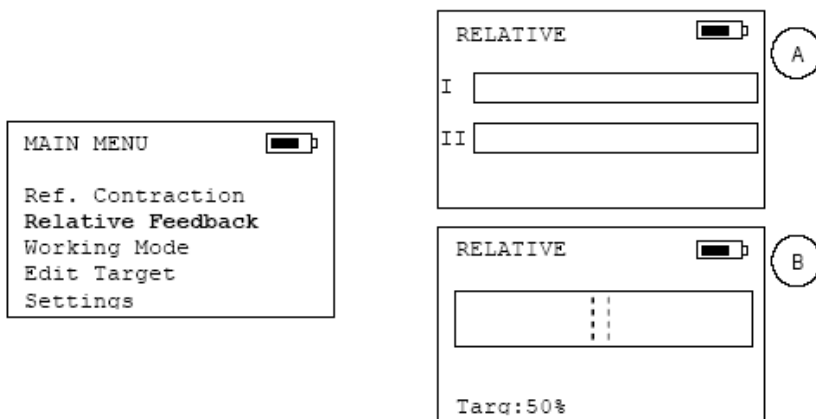 MAIN MENU
Ref. Contraction
Relative Feedback
Working Mode
Edit Target
Settings
RELATIVE
A
I
II
RELATIVE
B
Targ:50%